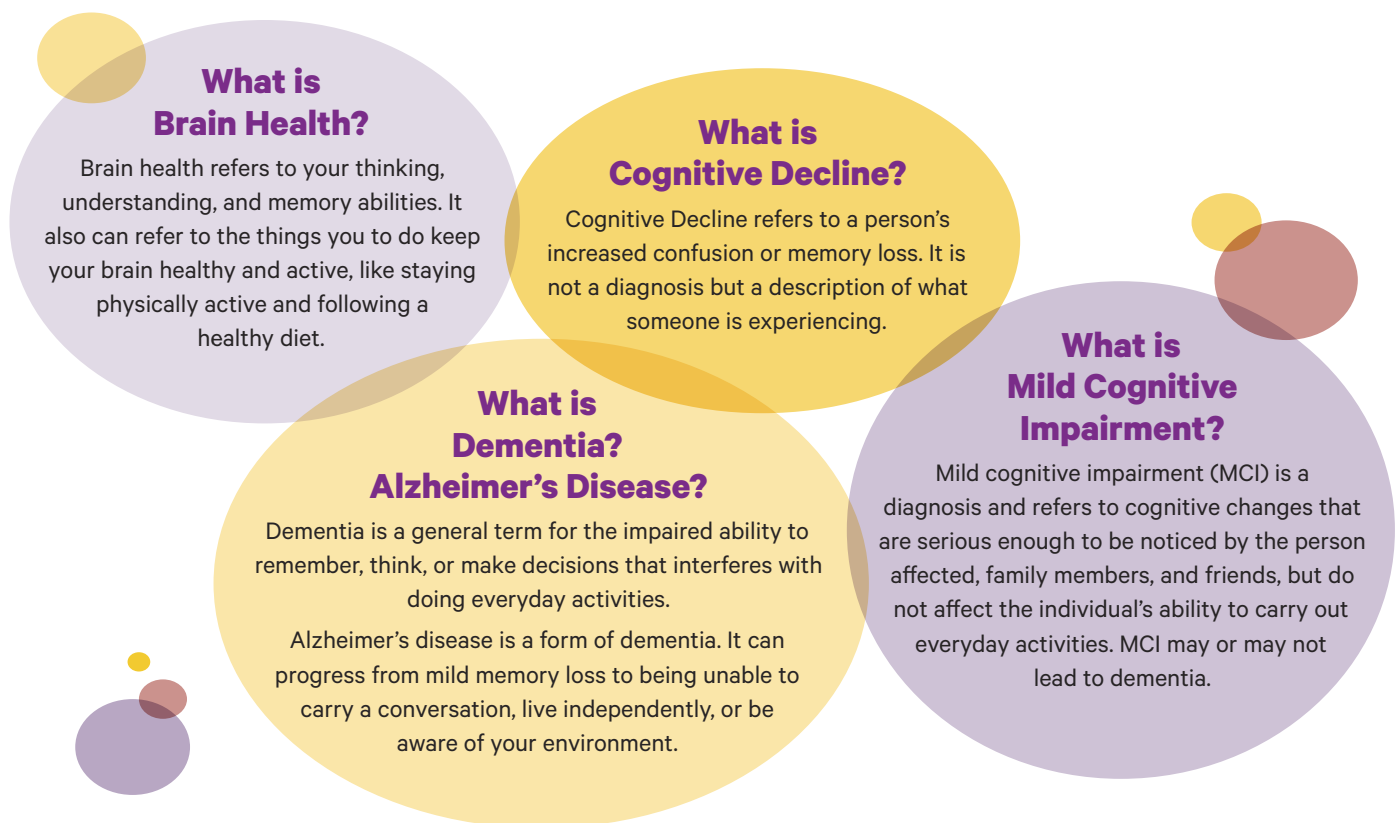 What is
Brain Health?
Brain health refers to your thinking,
understanding, and memory abilities. It
also can refer to the things you to do keep
your brain healthy and active, like staying
physically active and following a
healthy diet.
What is
Cognitive Decline?
Cognitive Decline refers to a person’s
increased confusion or memory loss. It is
not a diagnosis but a description of what
someone is experiencing.
What is
Dementia?
Alzheimer’s Disease?
Dementia is a general term for the impaired ability to
remember, think, or make decisions that interferes with
doing everyday activities.
Alzheimer’s disease is a form of dementia. It can
progress from mild memory loss to being unable to
carry a conversation, live independently, or be
aware of your environment.
What is
Mild Cognitive
Impairment?
Mild cognitive impairment (MCI) is a
diagnosis and refers to cognitive changes that
are serious enough to be noticed by the person
affected, family members, and friends, but do
not affect the individual’s ability to carry out
everyday activities. MCI may or may not
lead to dementia.